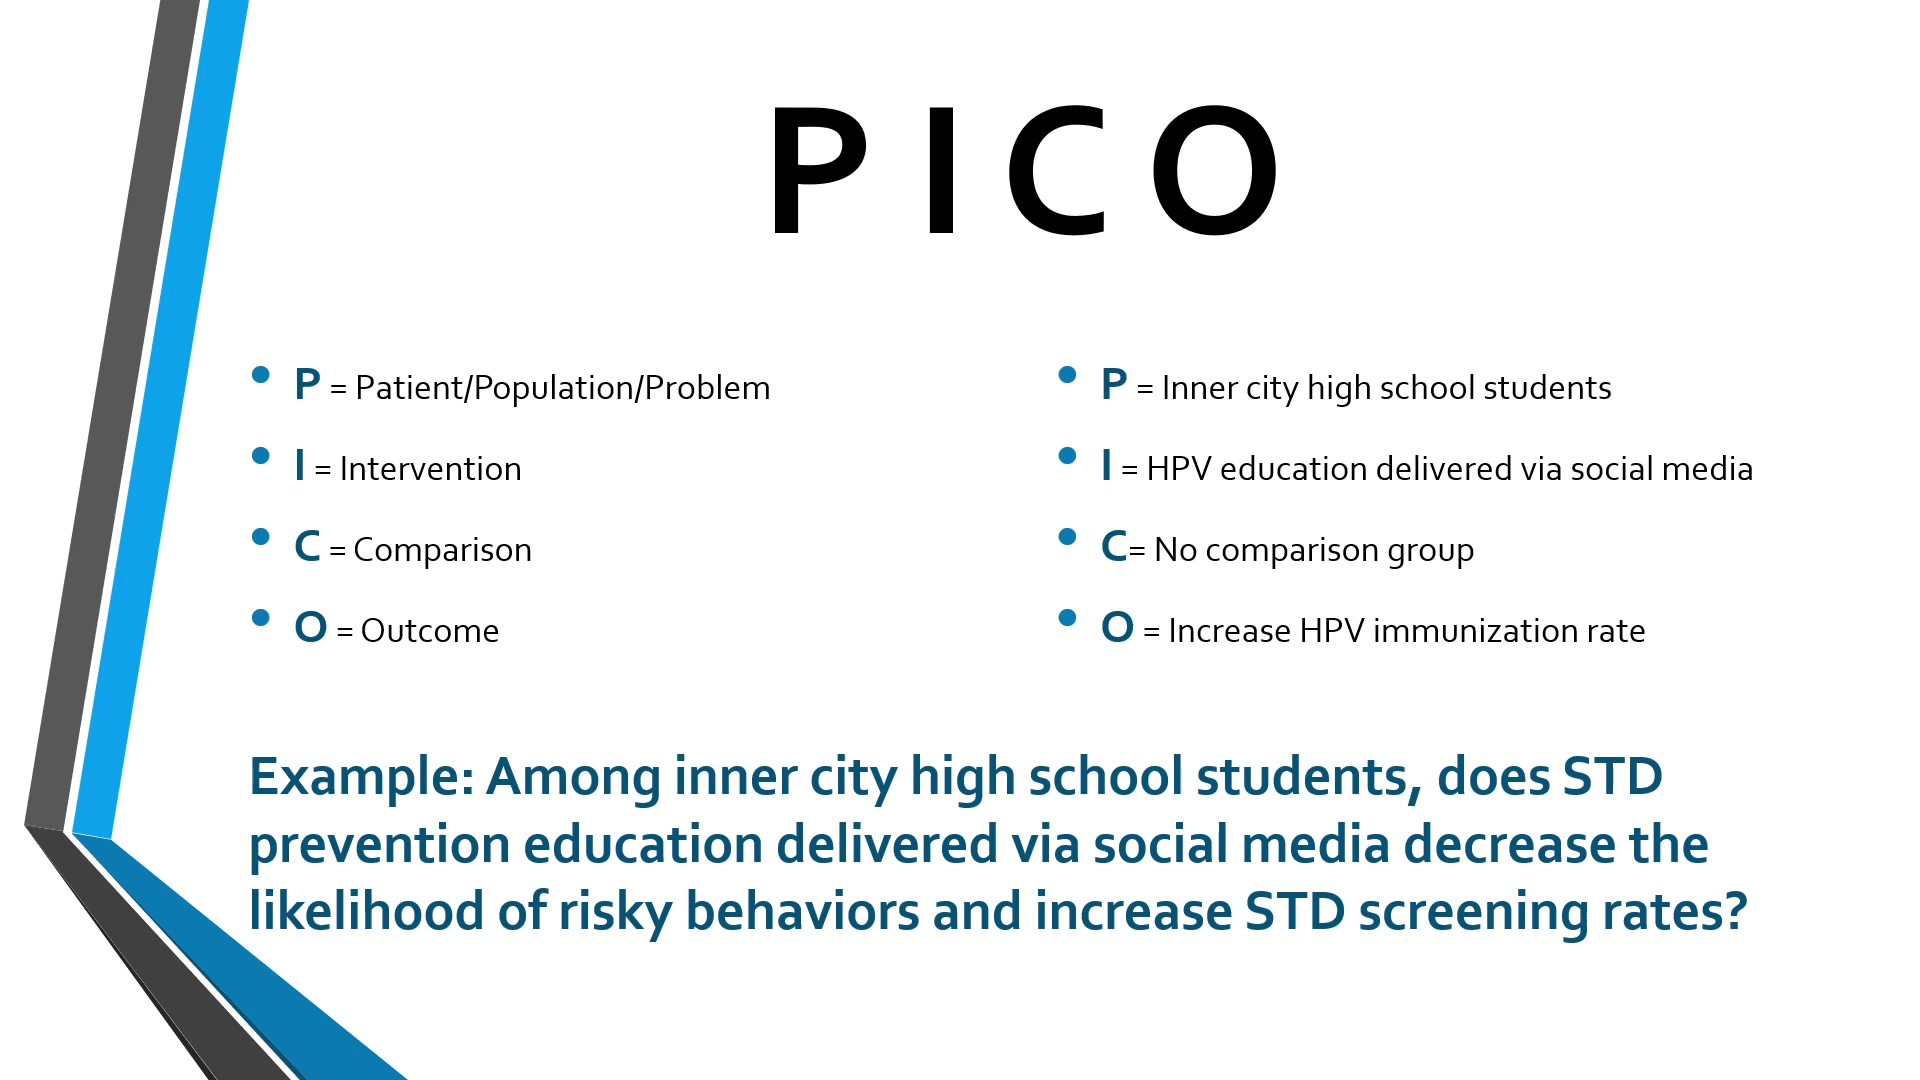 P I C O
• P = Patient/Population/Problem
• I = Intervention
• C = Comparison
• O = Outcome
• P = Inner city high school students
• I = HPV education delivered via social media
• C= No comparison group
• O = Increase HPV immunization rate
Example: Among inner city high school students, does STD
prevention education delivered via social media decrease the
likelihood of risky behaviors and increase STD screening rates?